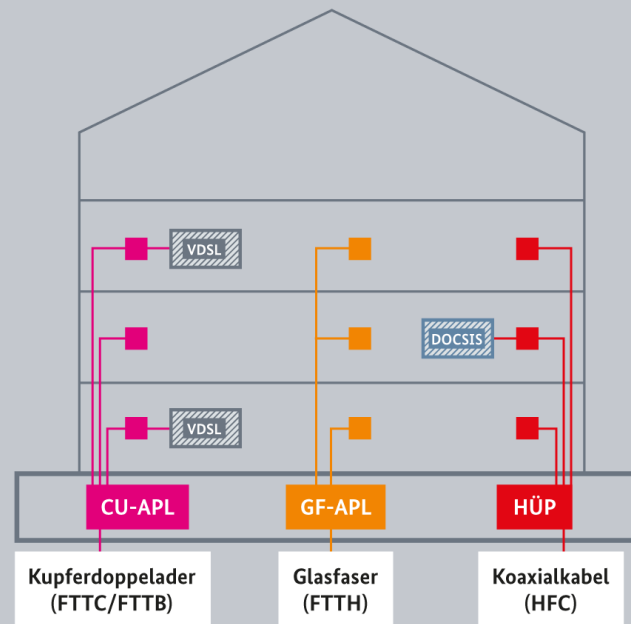 VDSL
DOCSIS
VDSL
CU-APL
GF-APL
HÜP
Kupferdoppelader
(FTTC/FTTB)
Glasfaser
(FTTH)
Koaxialkabel
(HFC)